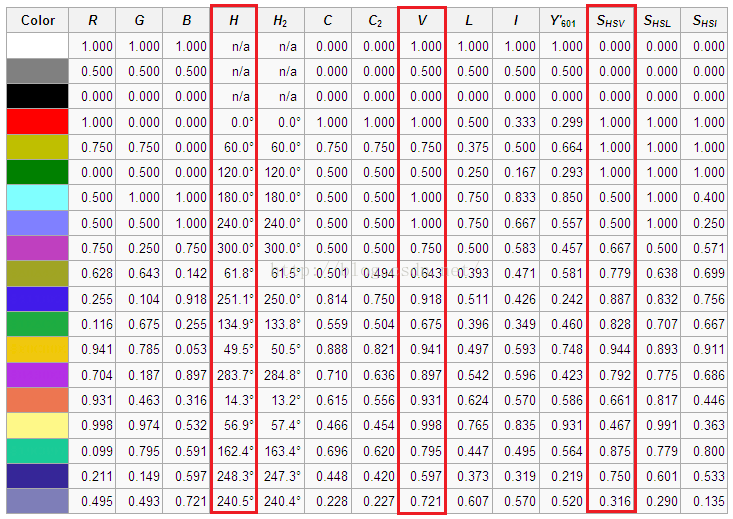 Color R G B H H2 C C2 V L I Y'601 SHSV SHSL SHSI
1.000 1.000 1.000 n/a n/a 0.000 0.000 1.000 1.000 1.000 1.000 0.000 0.000 0.000
0.500 0.500 0.500 n/a n/a 0.000 0.000 0.500 0.500 0.500 0.500 0.000 0.000 0.000
0.000 0.000 0.000 n/a n/a 0.000 0.000 0.000 0.000 0.000 0.000 0.000 0.000 0.000
1.000 0.000 0.000 0.0° 0.0° 1.000 1.000 1.000 0.500 0.333 0.299 1.000 1.000 1.000
0.750 0.750 0.000 60.0° 60.0° 0.750 0.750 0.750 0.375 0.500 0.664 1.000 1.000 1.000
0.000 0.500 0.000 120.0° 120.0° 0.500 0.500 0.500 0.250 0.167 0.293 1.000 1.000 1.000
0.500 1.000 1.000 180.0° 180.0° 0.500 0.500 1.000 0.750 0.833 0.850 0.500 1.000 0.400
0.500 0.500 1.000 240.0° 240.0° 0.500 0.500 1.000 0.750 0.667 0.557 0.500 1.000 0.250
0.750 0.250 0.750 300.0° 300.0° 0.500 0.500 0.750 0.500 0.583 0.457 0.667 0.500 0.571
0.628 0.643 0.142 61.8° 61.5° 0.501 0.494 0.643 0.393 0.471 0.581 0.779 0.638 0.699
0.255 0.104 0.918 251.1° 250.0° 0.814 0.750 0.918 0.511 0.426 0.242 0.887 0.832 0.756
0.116 0.675 0.255 134.9° 133.8° 0.559 0.504 0.675 0.396 0.349 0.460 0.828 0.707 0.667
0.941 0.785 0.053 49.5° 50.5° 0.888 0.821 0.941 0.497 0.593 0.748 0.944 0.893 0.911
0.704 0.187 0.897 283.7° 284.8° 0.710 0.636 0.897 0.542 0.596 0.423 0.792 0.775 0.686
0.931 0.463 0.316 14.3° 13.2° 0.615 0.556 0.931 0.624 0.570 0.586 0.661 0.817 0.446
0.998 0.974 0.532 56.9° 57.4° 0.466 0.454 0.998 0.765 0.835 0.931 0.467 0.991 0.363
0.099 0.795 0.591 162.4° 163.4° 0.696 0.620 0.795 0.447 0.495 0.564 0.875 0.779 0.800
0.211 0.149 0.597 248.3° 247.3° 0.448 0.420 0.597 0.373 0.319 0.219 0.750 0.601 0.533
0.495 0.493 0.721 240.5° 240.4° 0.228 0.227 0.721 0.607 0.570 0.520 0.316 0.290 0.135